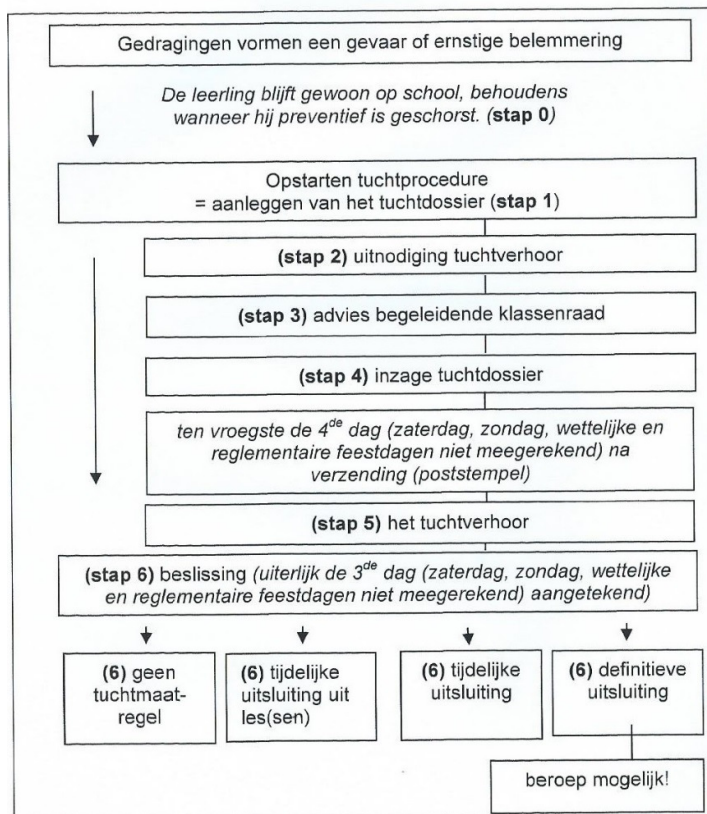 Gedragingen vormen een gevaar of ernstige belemmering
De leerling blijft gewoon op school, behoudens
wanneer hij preventief is geschorst. (stap 0)
Opstarten tuchtprocedure
= aanleggen van het tuchtdossier (stap 1)
(stap 2) uitnodiging tuchtverhoor
(stap 3) advies begeleidende klassenraad
(stap 4) inzage tuchtdossier
ten vroegste de 4de dag (zaterdag, zondag, wettelijke en
reglementaire feestdagen niet meegerekend) na
verzending (poststempel)
(stap 5) het tuchtverhoor
(stap 6) beslissing (uiterlijk de 3de dag (zaterdag, zondag, wettelijke
en reglementaire feestdagen niet meegerekend) aangetekend)
(6) geen
tuchtmaat-
regel
(6) tijdelijke
uitsluiting uit
les(sen)
(6) tijdelijke
uitsluiting
(6) definitieve
uitsluiting
beroep mogelijk!